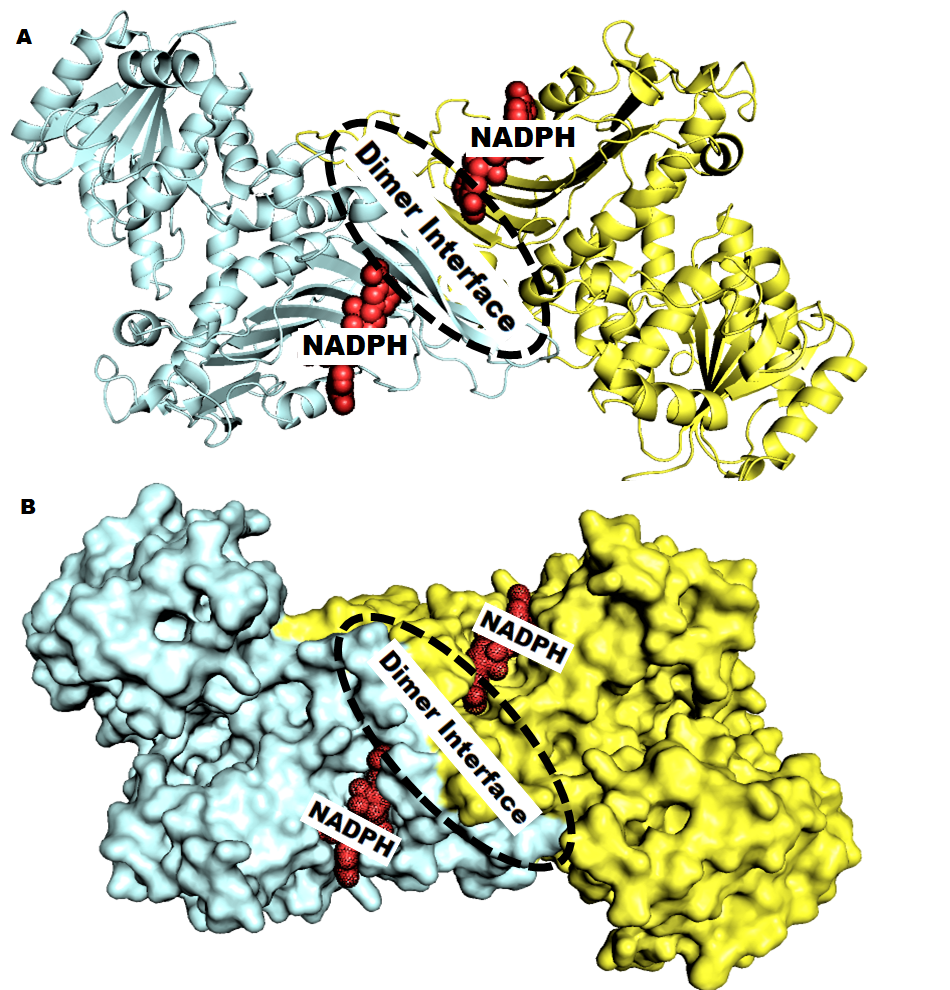 A
NADPH
Dimer Interface
NADPH
B
NADPH
Dimer Interface
NADPH